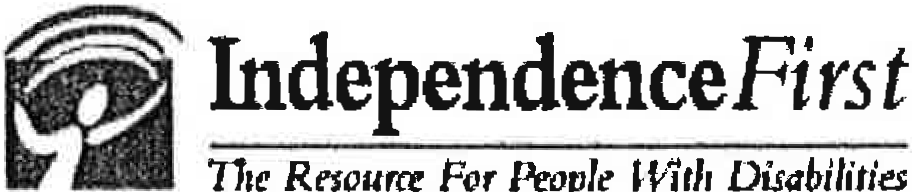 IndependenceFirst
The Resource For People With Disabilities